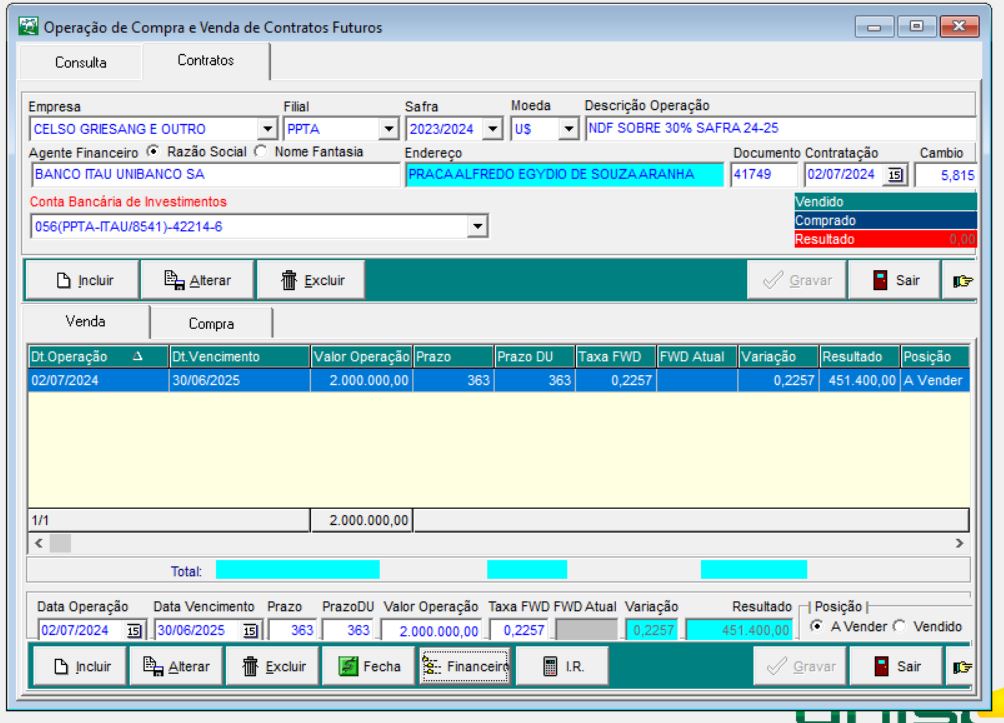 Operação de Compra e Venda de Contratos Futuros
Consulta Contratos
Empresa Filial Safra Moeda Descrição Operação
CELSO GRIESANG E OUTRO PPTA 2023/2024 U$ NDF SOBRE 30% SAFRA 24-25
Agente Financeiro Razão Social Nome Fantasia Endereço Documento Contratação Cambio
BANCO ITAU UNIBANCO SA PRACA ALFREDO EGYDIO DE SOUZA ARANHA 41749 02/07/2024 15 5,815
Conta Bancária de Investimentos Vendido
056(PPTA-ITAU/8541)-42214-6 Comprado
Resultado 0,00
Incluir Alterar Excluir Gravar Sair
Venda Compra
Dt.Operação Dt.Vencimento Valor Operação Prazo Prazo DU Taxa FWD FWD Atual Variação Resultado Posição
02/07/2024 30/06/2025 2.000.000,00 363 363 0,2257 0,2257 451.400,00 A Vender
1/1 2.000.000,00
Total:
Data Operação Data Vencimento Prazo PrazoDU Valor Operação Taxa FWD FWD Atual Variação Resultado Posição
02/07/2024 15 30/06/2025 15 363 363 2.000.000,00 0,2257 0,2257 451.400,00 A Vender Vendido
Incluir Alterar Excluir Fecha Financeiro I.R. Gravar Sair